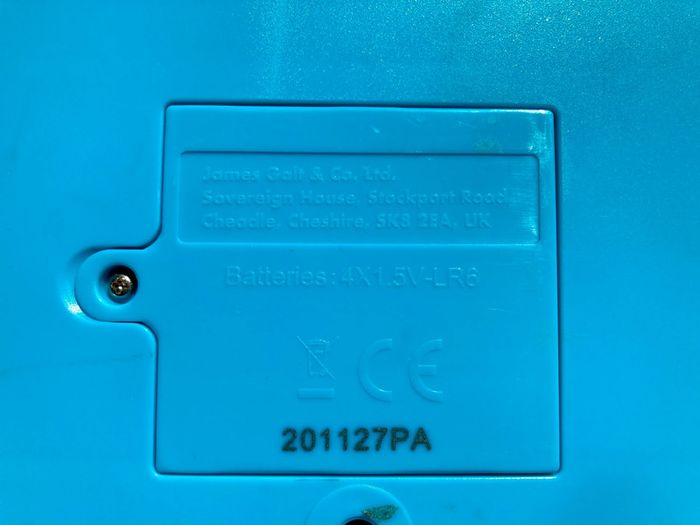 James Galt & Co. Ltd.
Sovereign House, Stockport Road,
Cheadle, Cheshire, SK8 2EA, UK
Batteries: 4X1.5V-LR6
CE
201127PA